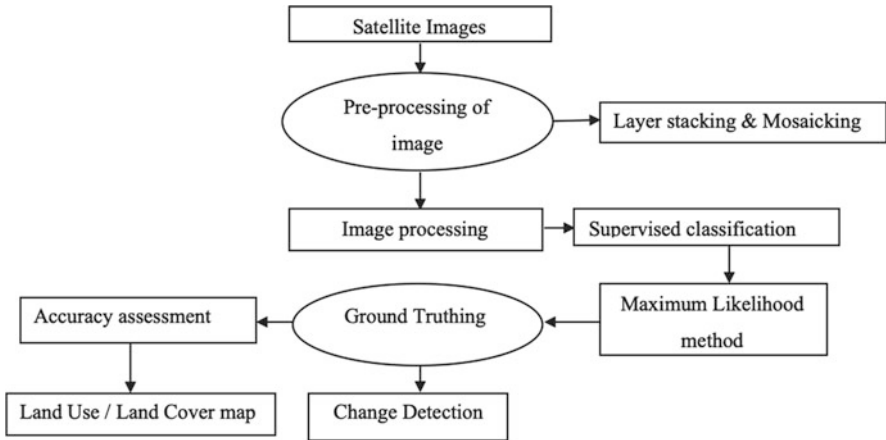 Satellite Images
Pre-processing of
image
Layer stacking & Mosaicking
Image processing
Supervised classification
Accuracy assessment
Ground Truthing
Maximum Likelihood
method
Land Use / Land Cover map
Change Detection